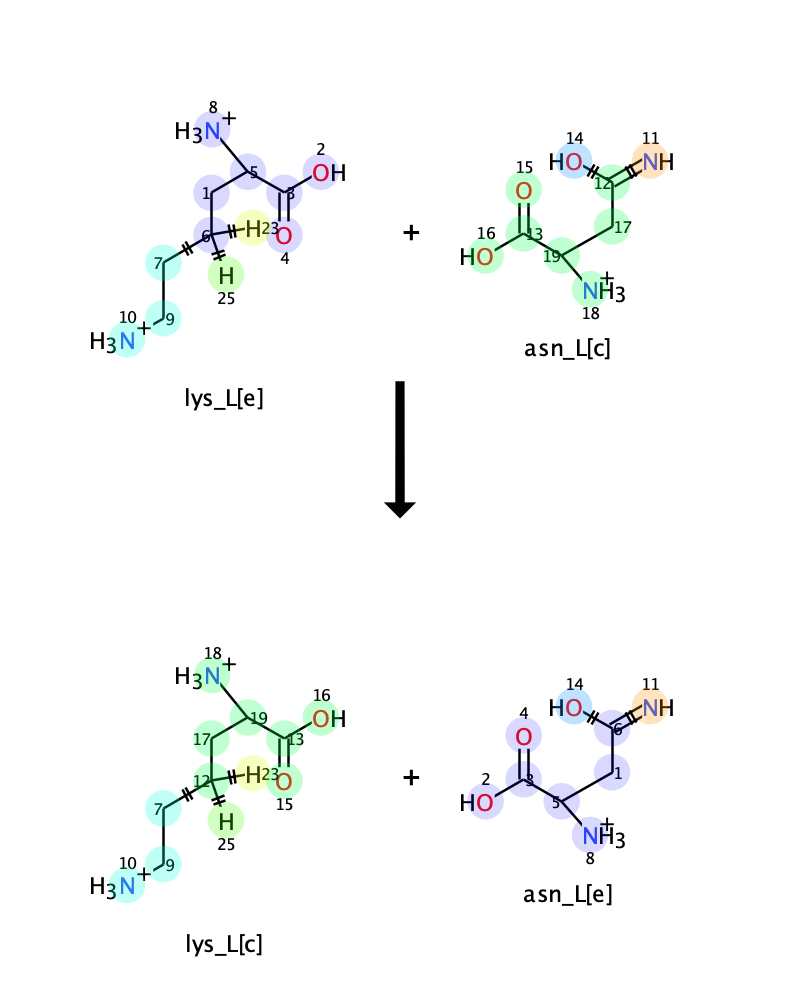 8
H3N+
2
OH
5
1
3
6
H23
O
4
7
H
25
10
9
H3N+
lys_L[e]
+
14
11
HO
NH
12
15
O
17
16
13
HO
19
NH3+
18
asn_L[c]
18
H3N+
16
OH
19
17
13
12
H23
O
15
7
H
25
10
9
H3N+
lys_L[c]
+
14
11
HO
NH
6
4
O
1
2
3
HO
5
NH3+
8
asn_L[e]